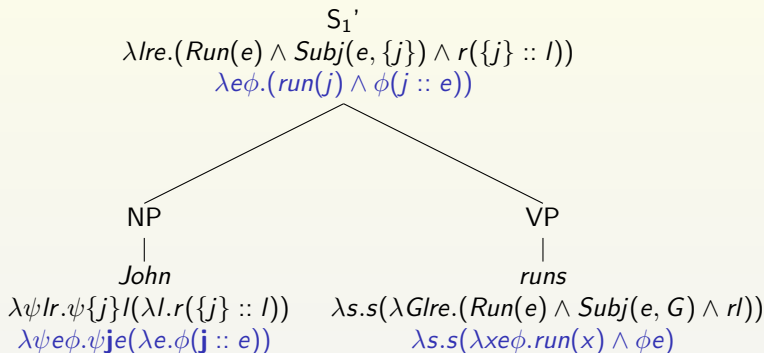 S₁'
λlre.(Run(e) ∧ Subj(e, {j}) ∧ r({j} :: l))
λeϕ.(run(j) ∧ ϕ(j :: e))
NP VP
John runs
λψlr.ψ{j}l(λl.r({j} :: l)) λs.s(λGlre.(Run(e) ∧ Subj(e, G) ∧ rl))
λψeϕ.ψje(λe.ϕ(j :: e)) λs.s(λxeϕ.run(x) ∧ ϕe)